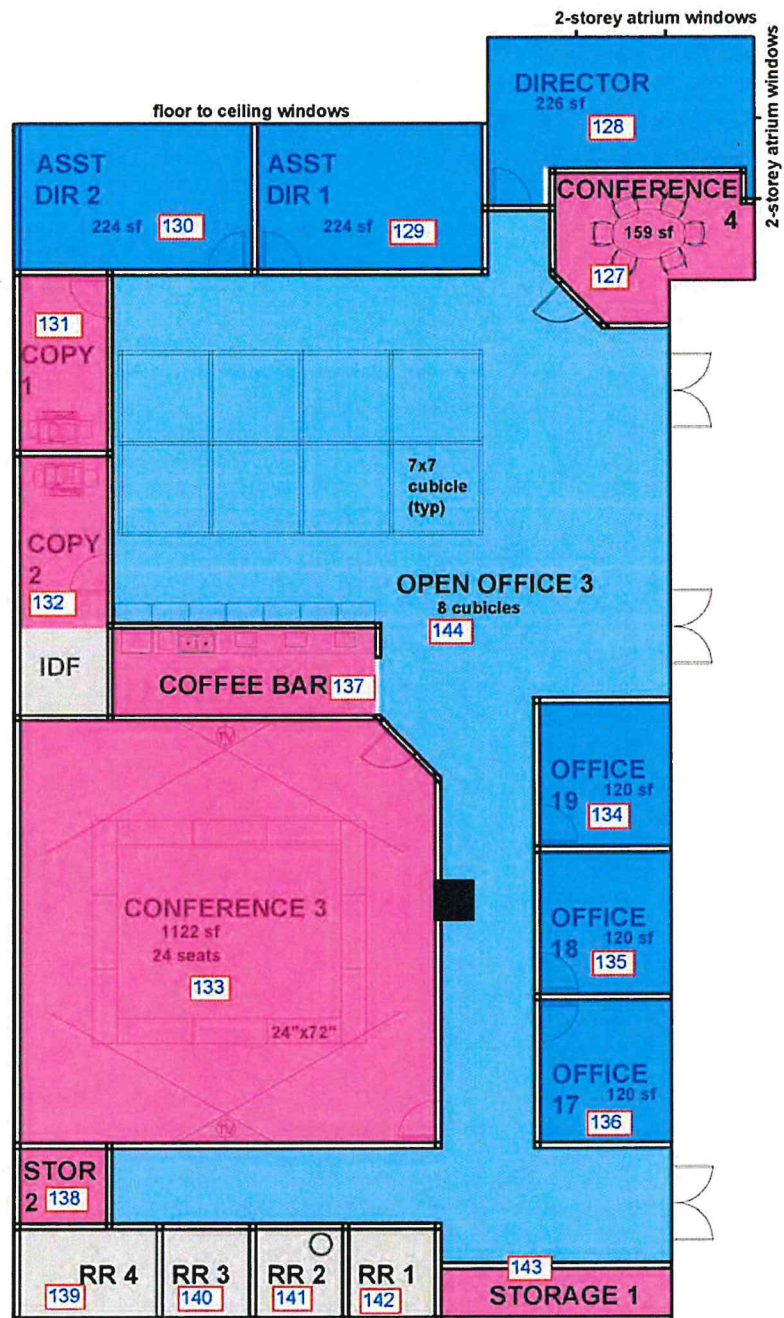 2-storey atrium windows
2-storey atrium windows
floor to ceiling windows
DIRECTOR
226 sf
128
ASST
DIR 2
224 sf 130
ASST
DIR 1
224 sf 129
CONFERENCE
4
159 sf
127
131
COPY
1
7x7
cubicle
(typ)
COPY
2
132
OPEN OFFICE 3
8 cubicles
144
IDF
COFFEE BAR 137
TV
OFFICE
19 120 sf
134
CONFERENCE 3
1122 sf
24 seats
133
24"x72"
TV
OFFICE
18 120 sf
135
OFFICE
17 120 sf
136
STOR
2 138
RR 4
139
RR 3
140
RR 2
141
RR 1
142
143
STORAGE 1